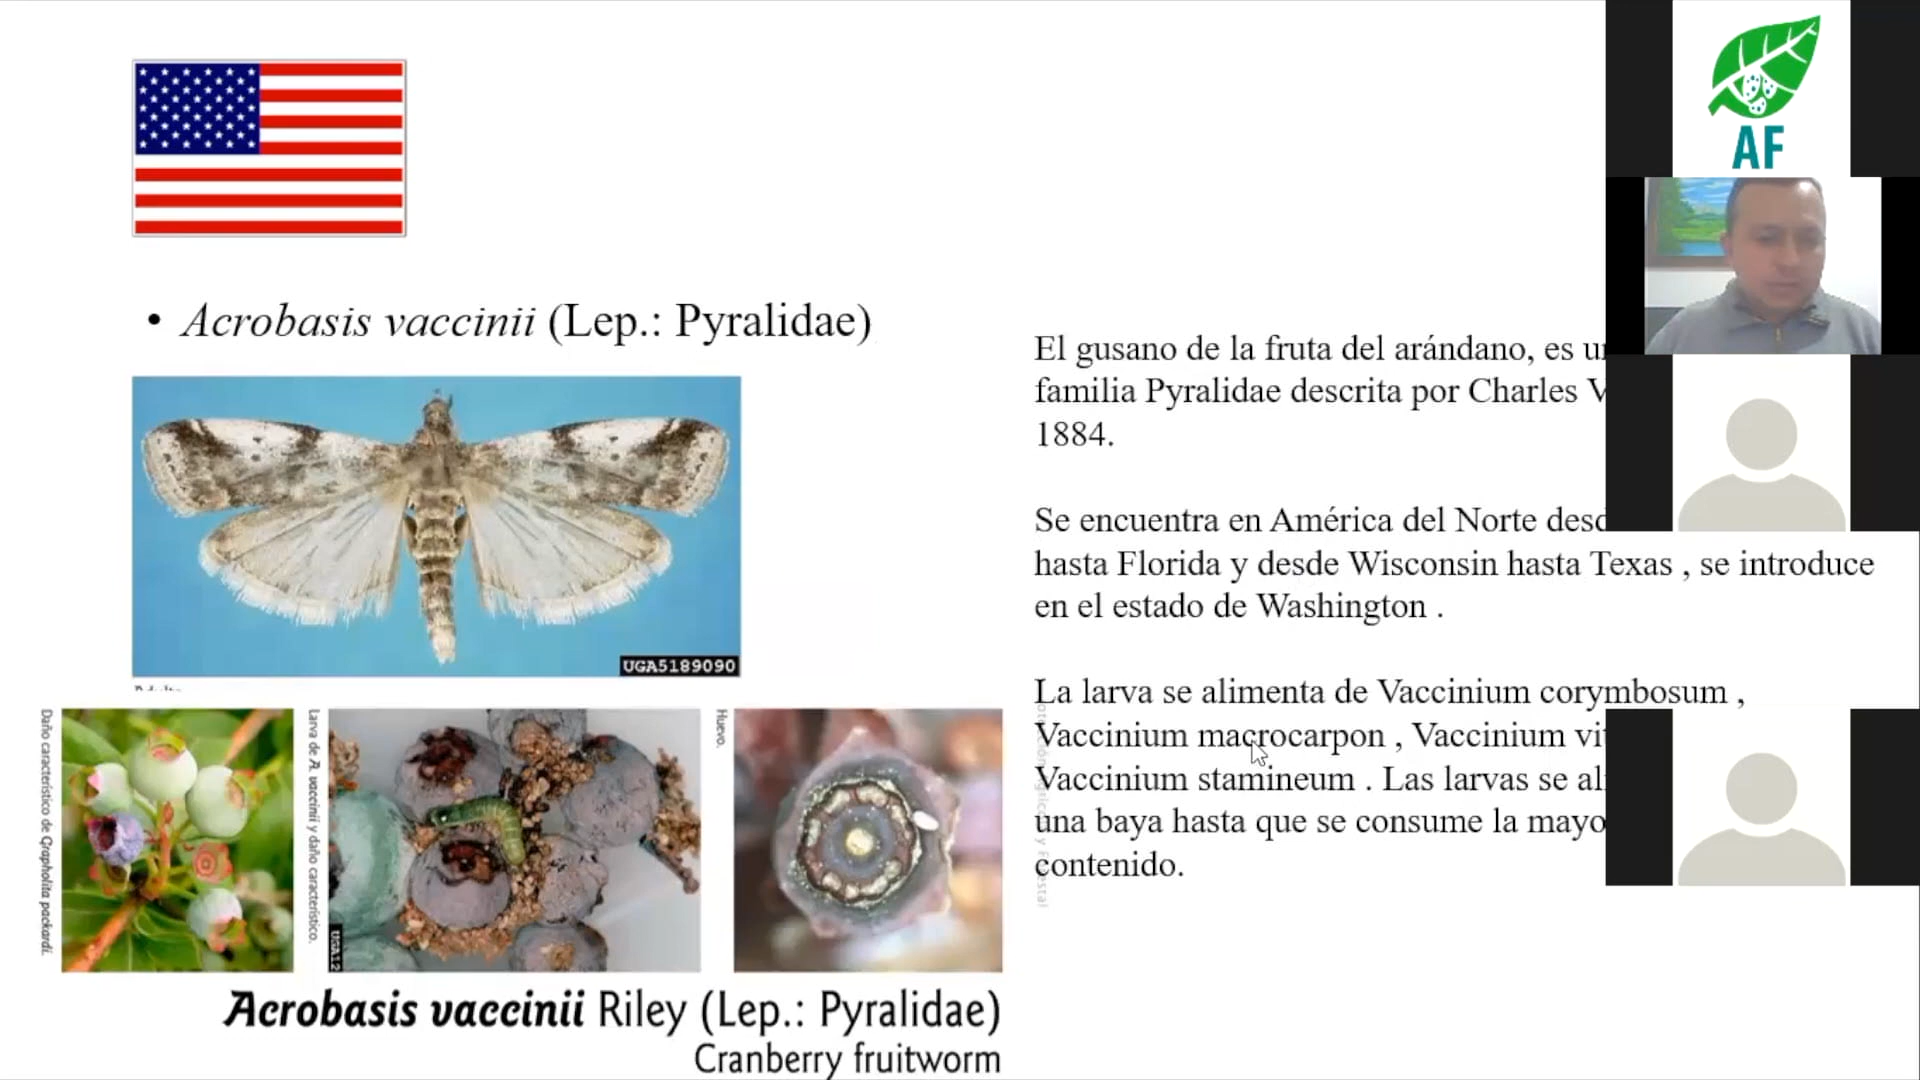 AF
• Acrobasis vaccinii (Lep.: Pyralidae)
UGA5189090
Daño característico de Grapholita packardi.
Larva de A. vaccinii y daño característico.
UGA12
Huevo.
Acrobasis vaccinii Riley (Lep.: Pyralidae)
Cranberry fruitworm
El gusano de la fruta del arándano, es
familia Pyralidae descrita por Charles
1884.
Se encuentra en América del Norte
hasta Florida y desde Wisconsin hasta Texas , se introduce
en el estado de Washington .
La larva se alimenta de Vaccinium corymbosum ,
Vaccinium macrocarpon , Vaccinium
Vaccinium stamineum . Las larvas se
una baya hasta que se consume la
contenido.